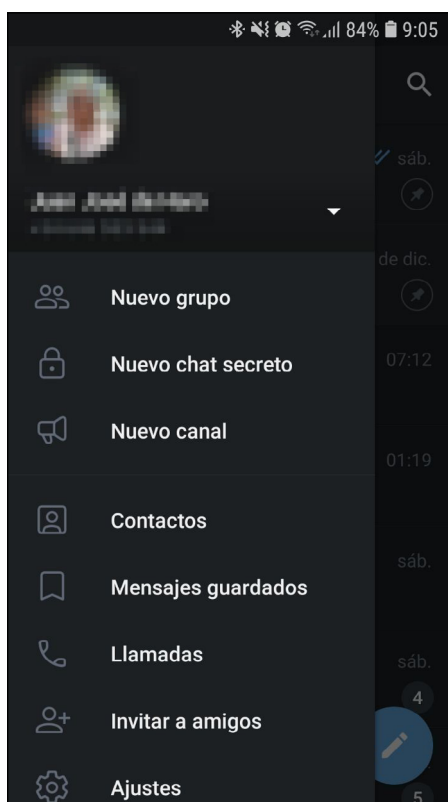 84% 9:05
sáb.
de dic.
Nuevo grupo
Nuevo chat secreto
07:12
Nuevo canal
01:19
Contactos
sáb.
Mensajes guardados
Llamadas
sáb.
4
Invitar a amigos
Ajustes
5